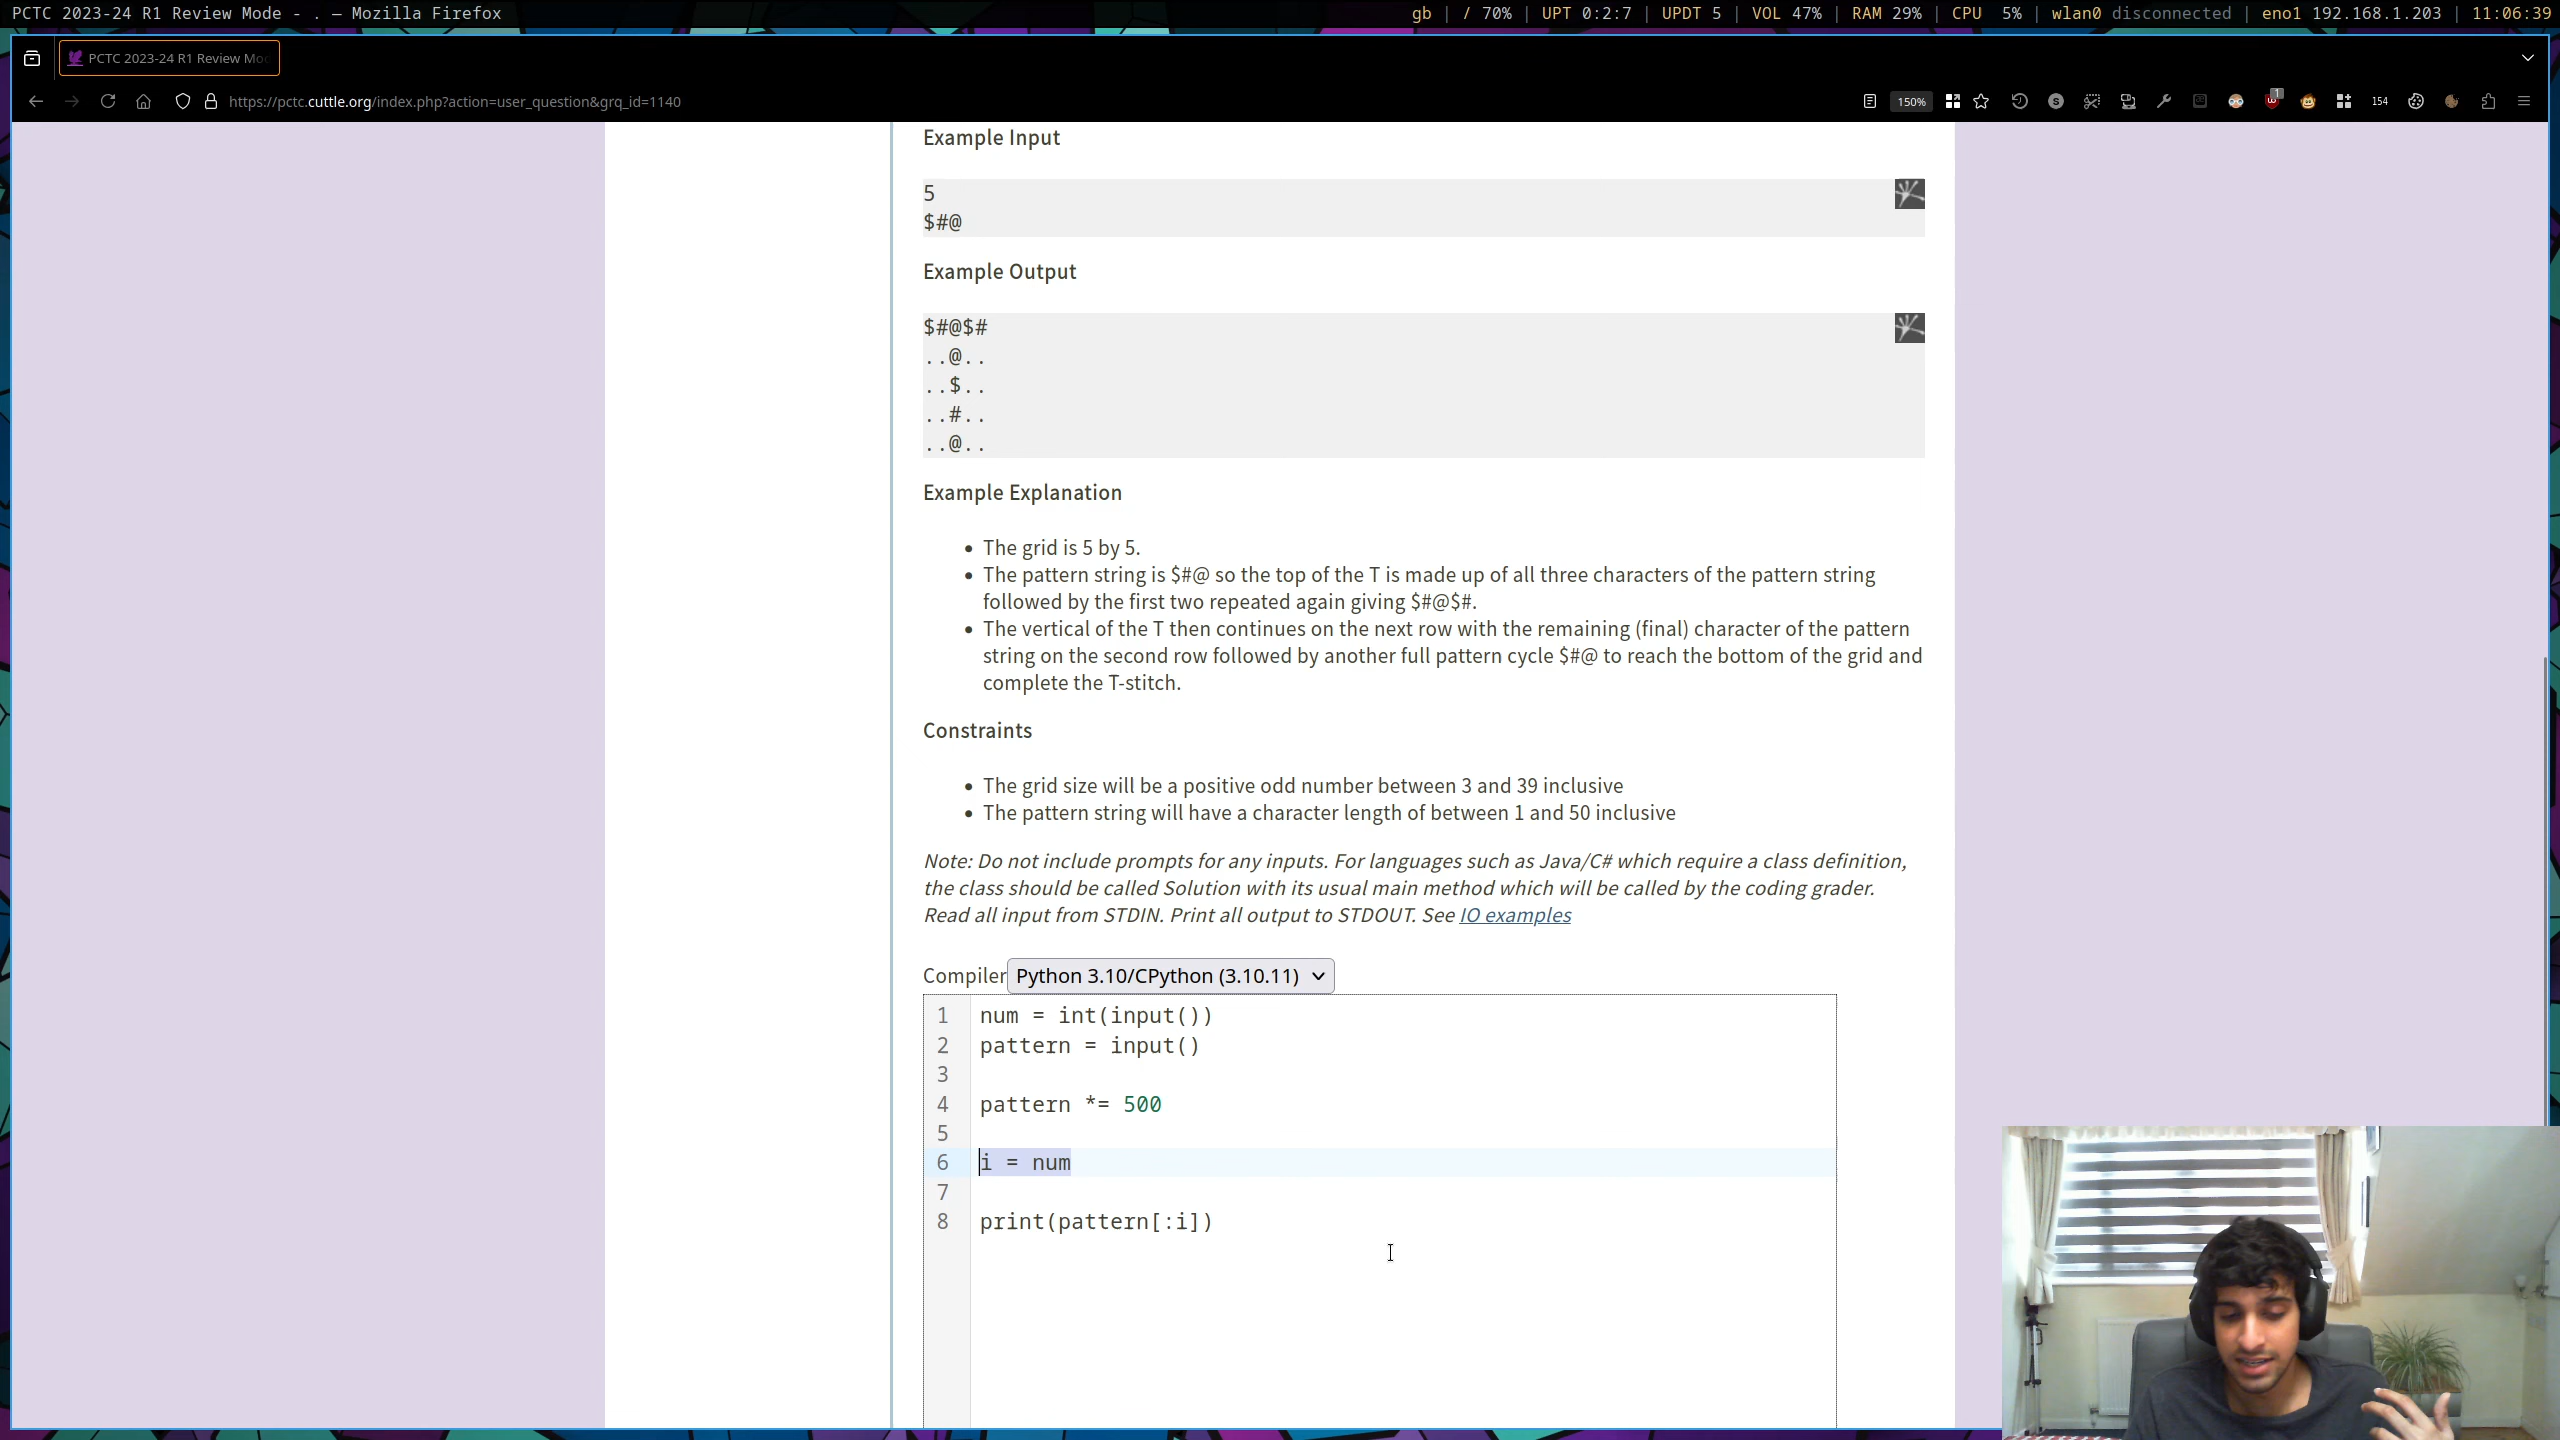 PCTC 2023-24 R1 Review Mode - . — Mozilla Firefox
gb | / 70% | UPT 0:2:7 | UPDT 5 | VOL 47% | RAM 29% | CPU 5% | wlan0 disconnected | eno1 192.168.1.203 | 11:06:39
PCTC 2023-24 R1 Review Mo
https://pctc.cuttle.org/index.php?action=user_question&grq_id=1140
150%
1
154
Example Input
5
$#@
Example Output
$#@$#
..@..
..$..
..#..
..@..
Example Explanation
• The grid is 5 by 5.
• The pattern string is $#@ so the top of the T is made up of all three characters of the pattern string
followed by the first two repeated again giving $#@$#.
• The vertical of the T then continues on the next row with the remaining (final) character of the pattern
string on the second row followed by another full pattern cycle $#@ to reach the bottom of the grid and
complete the T-stitch.
Constraints
• The grid size will be a positive odd number between 3 and 39 inclusive
• The pattern string will have a character length of between 1 and 50 inclusive
Note: Do not include prompts for any inputs. For languages such as Java/C# which require a class definition,
the class should be called Solution with its usual main method which will be called by the coding grader.
Read all input from STDIN. Print all output to STDOUT. See IO examples
Compiler Python 3.10/CPython (3.10.11)
1 num = int(input())
2 pattern = input()
3
4 pattern *= 500
5
6 i = num
7
8 print(pattern[:i])